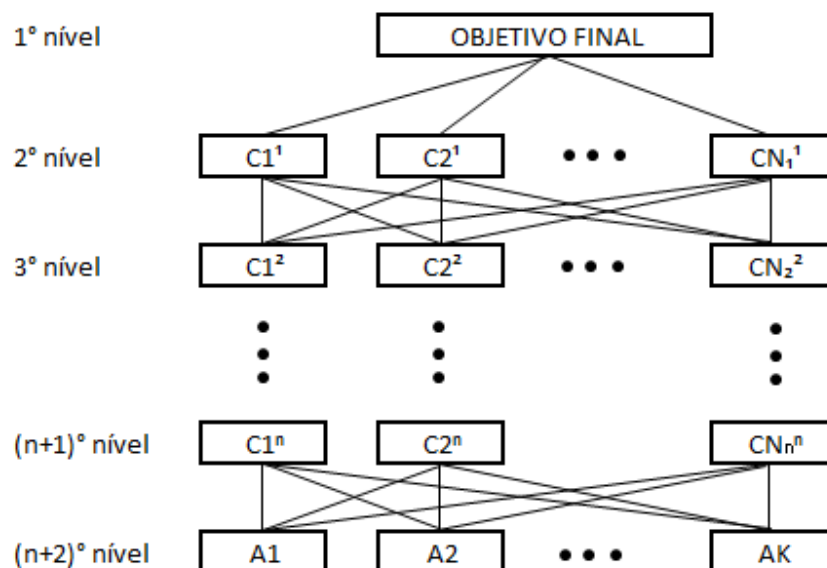 1° nível OBJETIVO FINAL
2° nível C1¹ C2¹ ••• CN₁¹
3° nível C1² C2² ••• CN₂²
(n+1)° nível C1ⁿ C2ⁿ CNₙⁿ
(n+2)° nível A1 A2 ••• AK